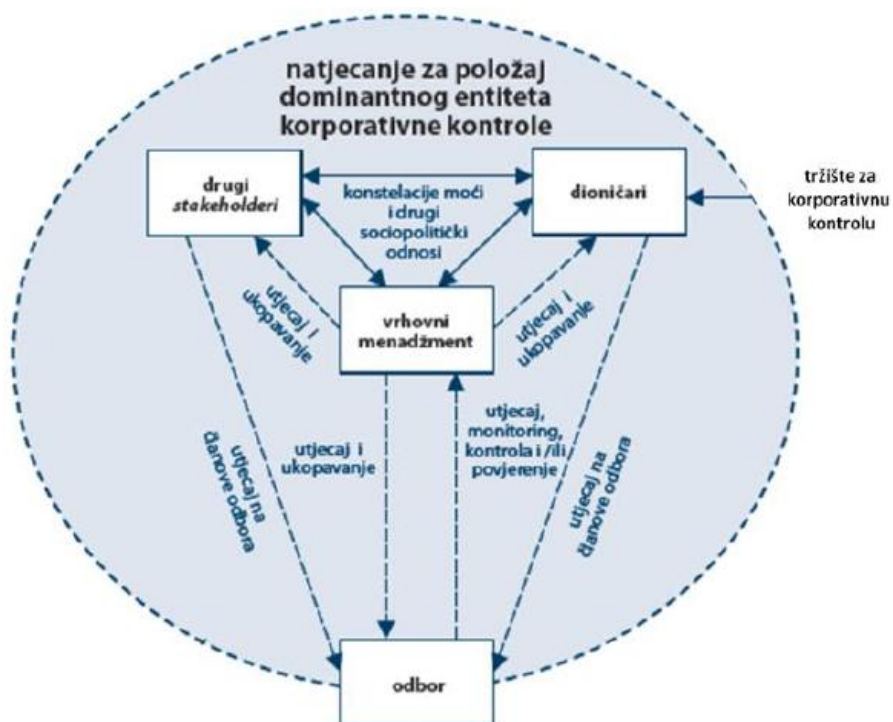 natjecanje za položaj
dominantnog entiteta
korporativne kontrole
drugi
stakeholderi
konstelacije moći
i drugi
sociopolitički
odnosi
dioničari
tržište za
korporativnu
kontrolu
utjecaj i
ukopavanje
vrhovni
menadžment
utjecaj i
ukopavanje
utjecaj na
članove odbora
utjecaj i
ukopavanje
utjecaj,
monitoring,
kontrola i /ili
povjerenje
utjecaj na
članove odbora
odbor